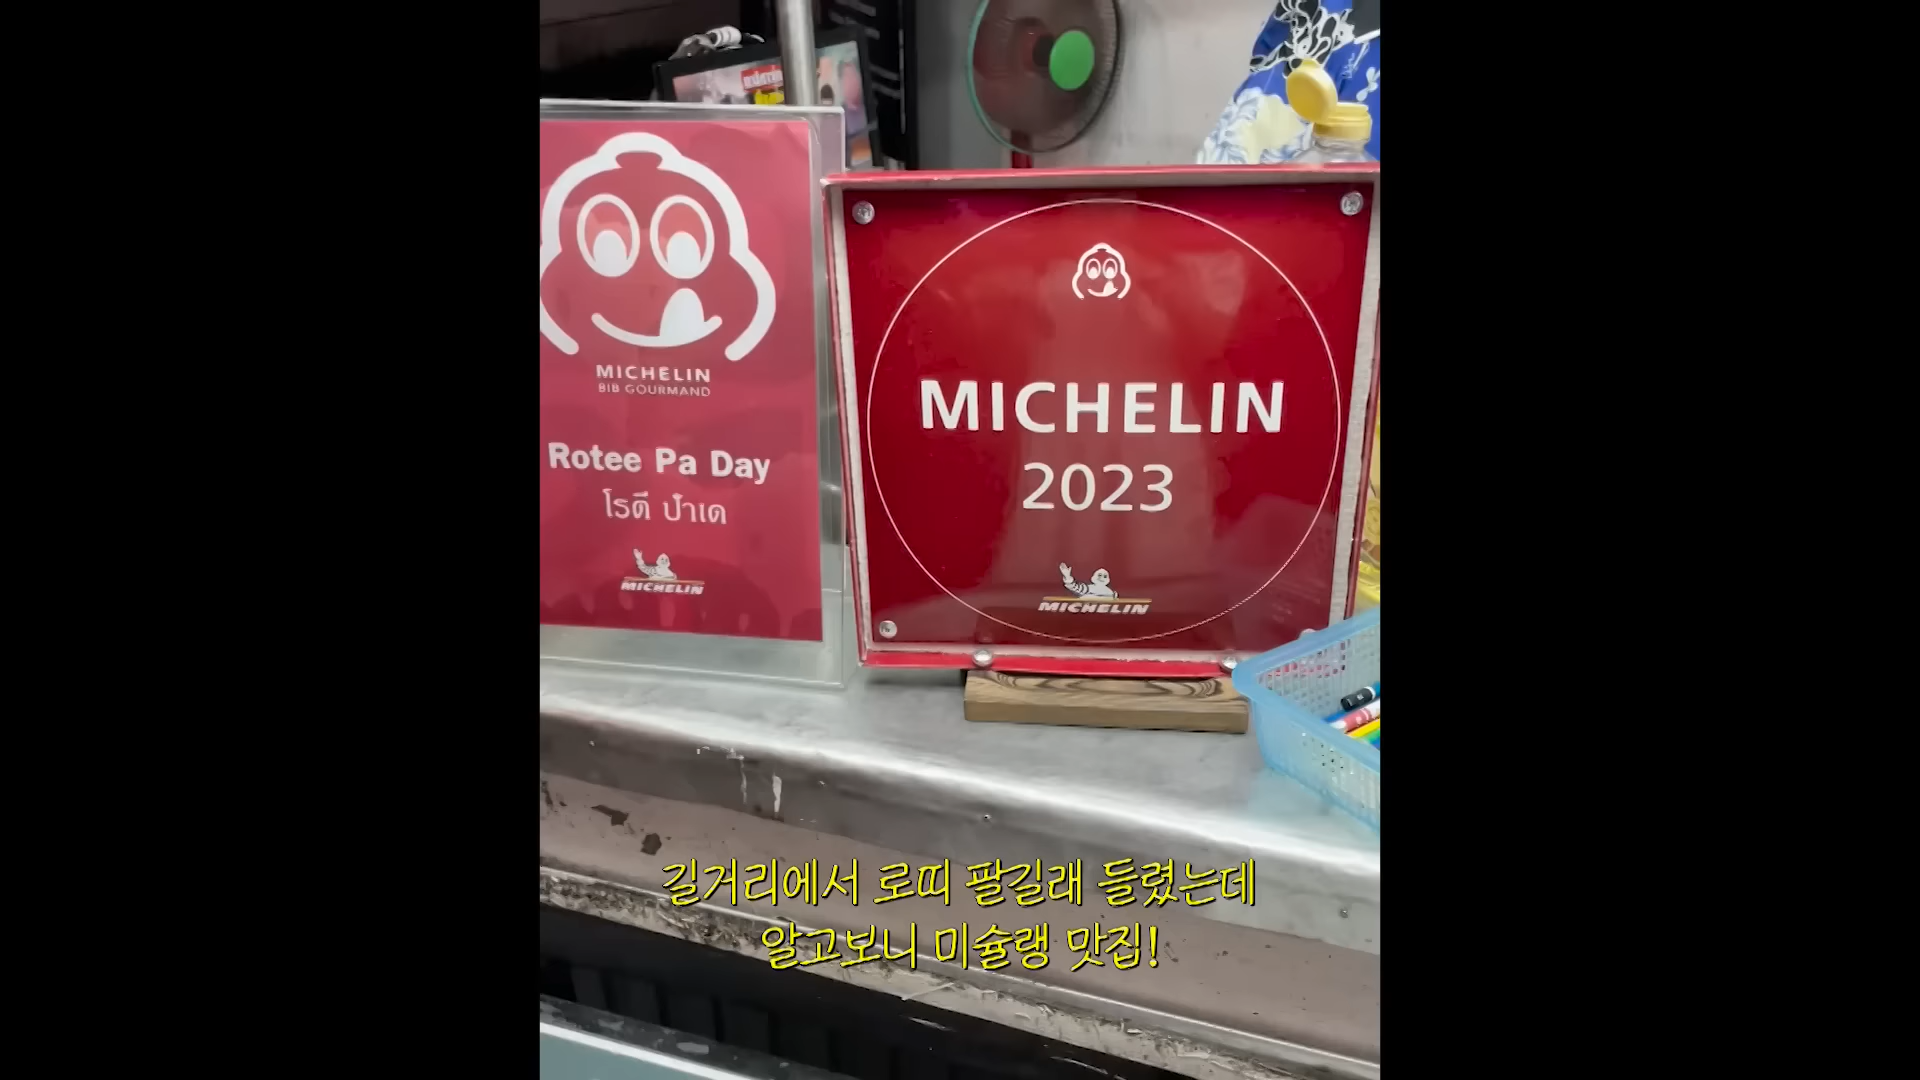 MICHELIN
BIB GOURMAND
Rotee Pa Day
โรตี ป้าเด
MICHELIN
MICHELIN
2023
MICHELIN
길거리에서 로띠 팔길래 들렸는데
알고보니 미슐랭 맛집!